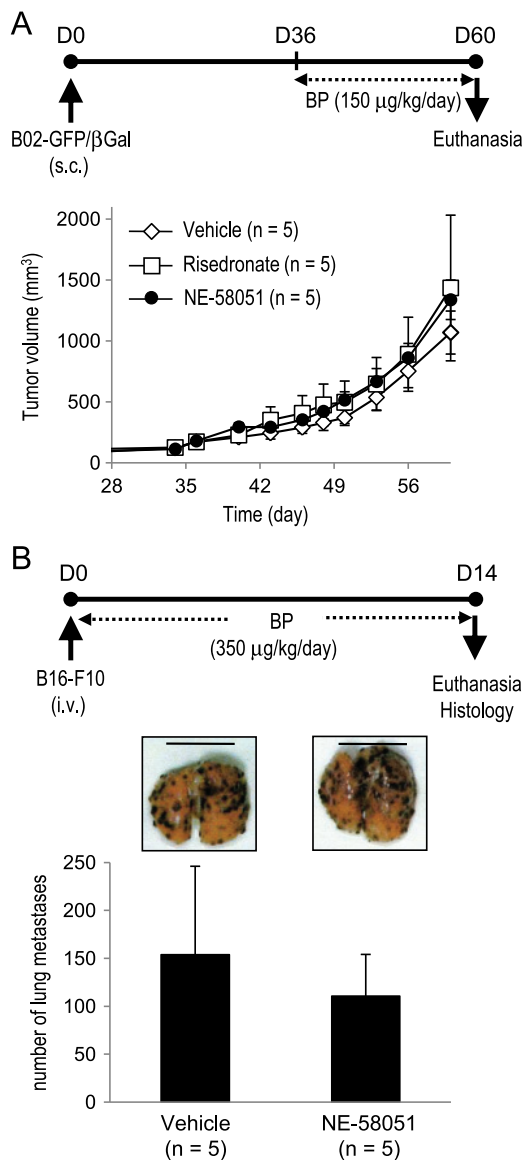 A
D0 D36 D60
BP (150 μg/kg/day)
B02-GFP/βGal
(s.c.)
Euthanasia
2000
1500
1000
500
0
Tumor volume (mm³)
Vehicle (n = 5)
Risedronate (n = 5)
NE-58051 (n = 5)
28 35 42 49 56
Time (day)
B
D0 D14
BP
(350 μg/kg/day)
B16-F10
(i.v.)
Euthanasia
Histology
250
200
150
100
50
0
number of lung metastases
Vehicle NE-58051
(n = 5) (n = 5)